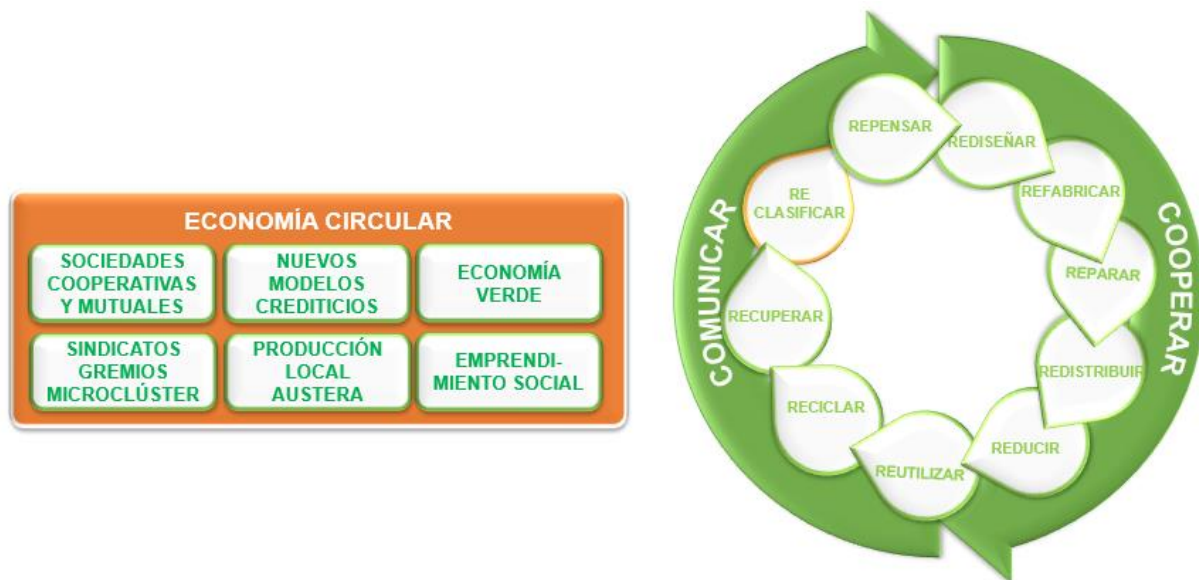 ECONOMÍA CIRCULAR
SOCIEDADES
COOPERATIVAS
Y MUTUALES
NUEVOS
MODELOS
CREDITICIOS
ECONOMÍA
VERDE
SINDICATOS
GREMIOS
MICROCLÚSTER
PRODUCCIÓN
LOCAL
AUSTERA
EMPRENDI-
MIENTO SOCIAL
COMUNICAR
COOPERAR
REPENSAR
REDISEÑAR
REFABRICAR
REPARAR
REDISTRIBUIR
REDUCIR
REUTILIZAR
RECICLAR
RECUPERAR
RE
CLASIFICAR